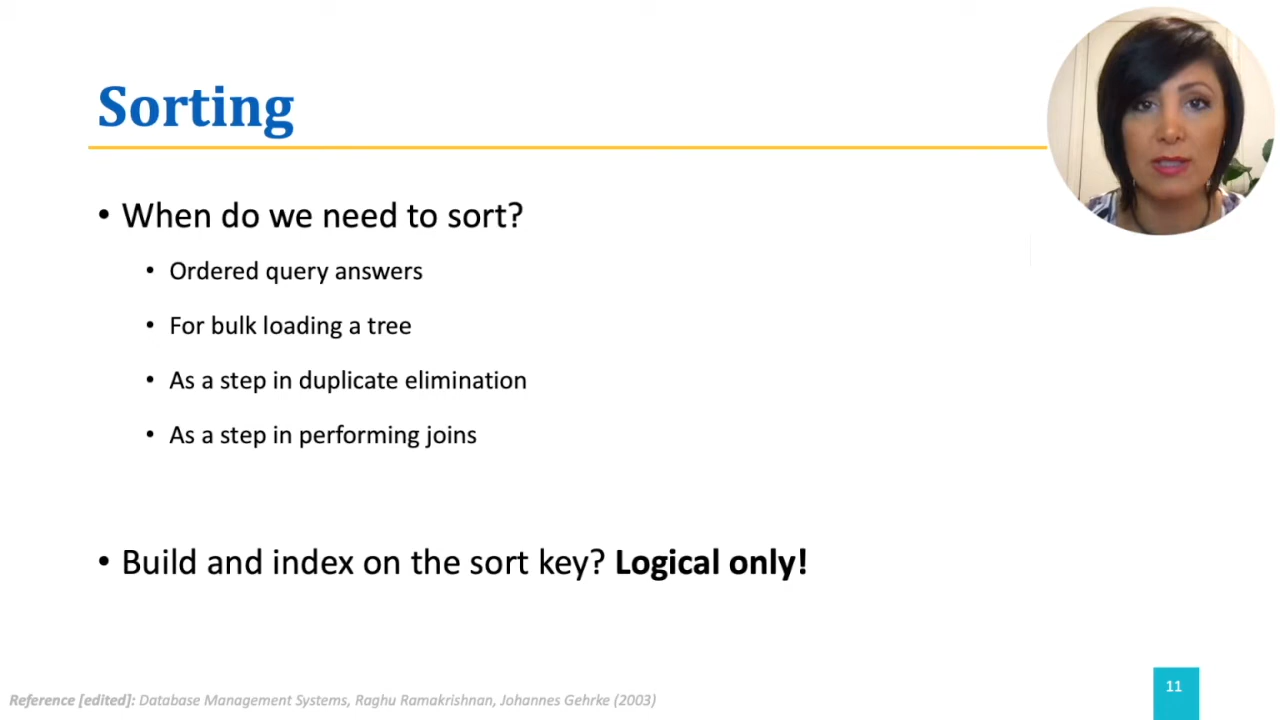 Sorting
• When do we need to sort?
• Ordered query answers
• For bulk loading a tree
• As a step in duplicate elimination
• As a step in performing joins
• Build and index on the sort key? Logical only!
Reference [edited]: Database Management Systems, Raghu Ramakrishnan, Johannes Gehrke (2003)
11